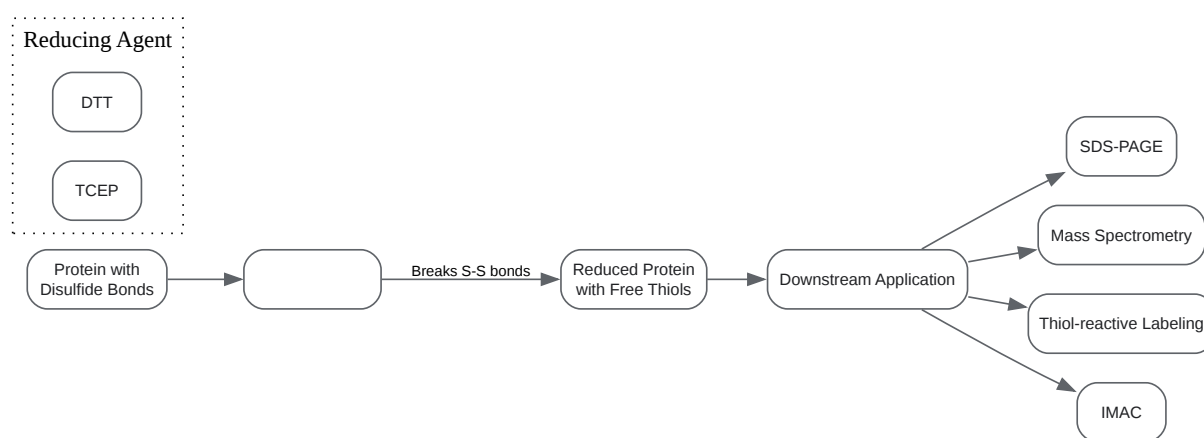 Reducing Agent
DTT
TCEP
Protein with
Disulfide Bonds
Breaks S-S bonds
Reduced Protein
with Free Thiols
Downstream Application
SDS-PAGE
Mass Spectrometry
Thiol-reactive Labeling
IMAC